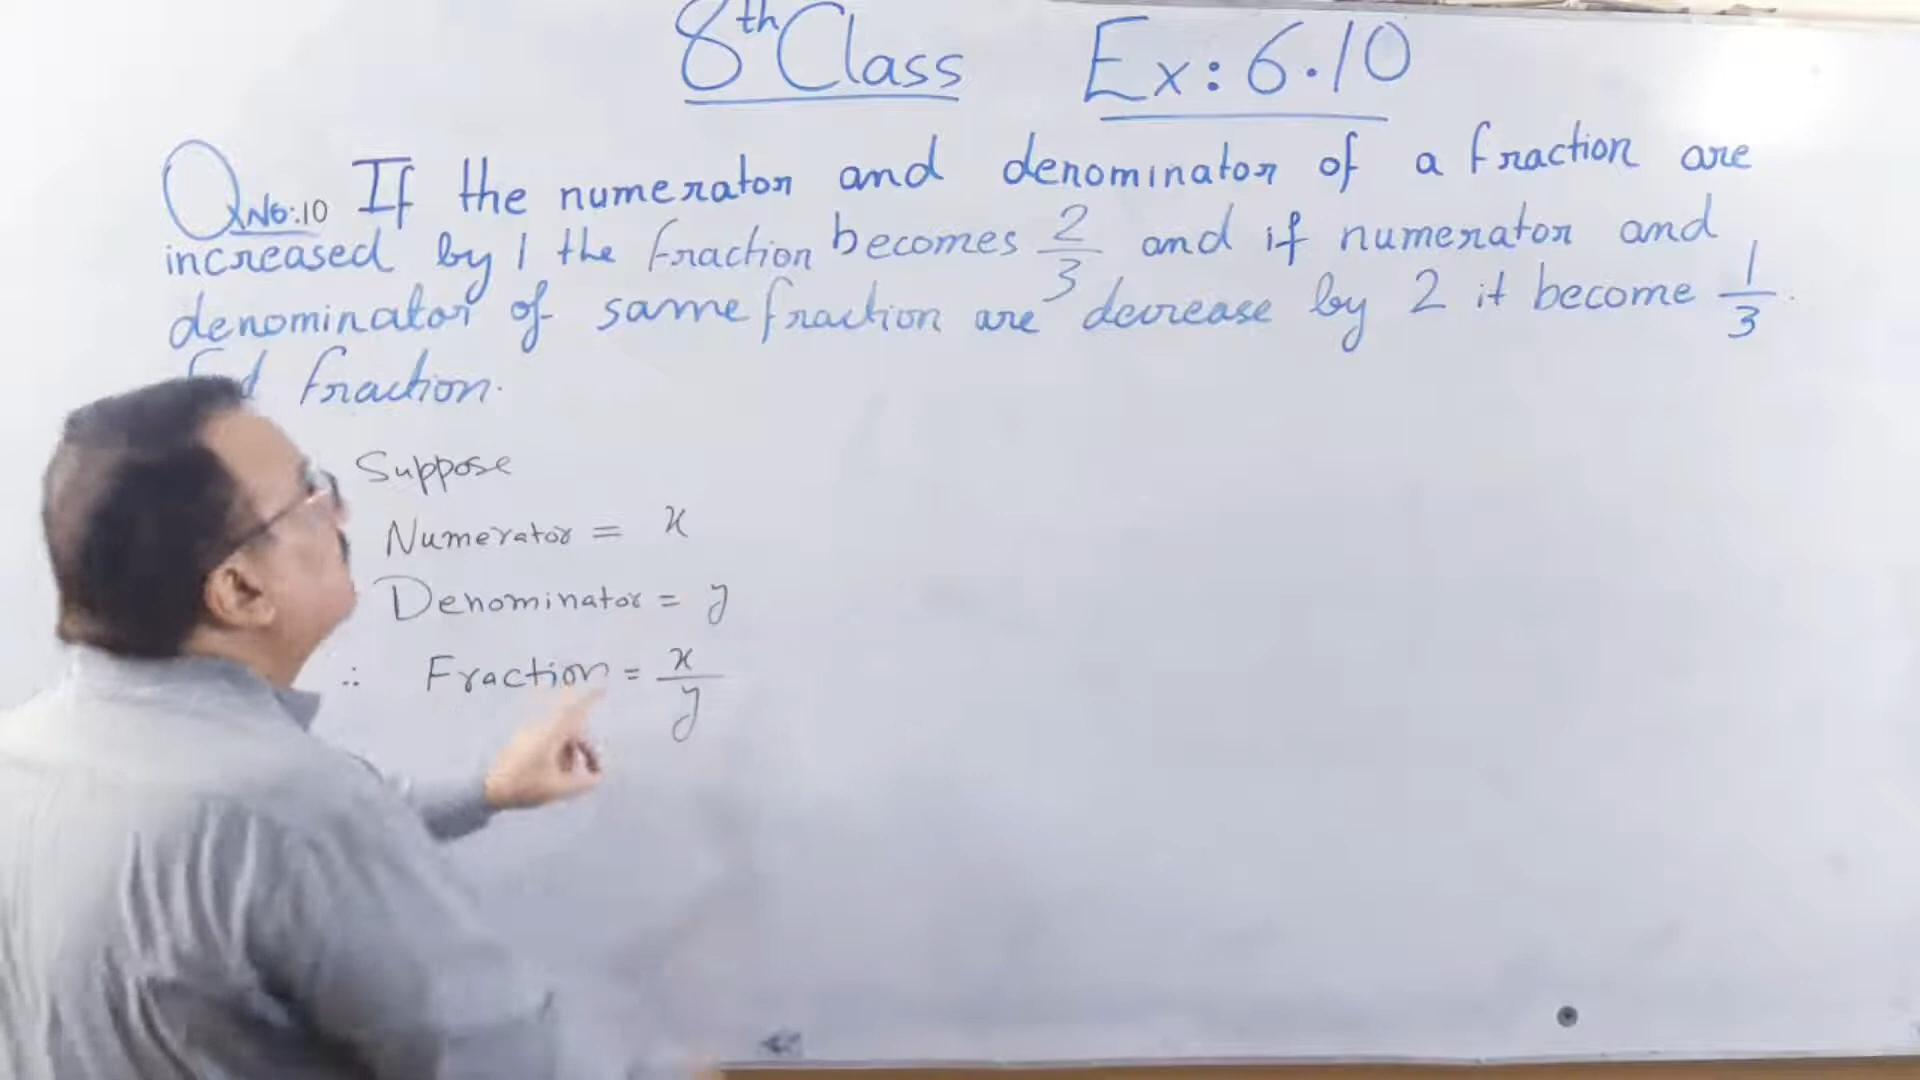 8th Class Ex: 6.10
Q No:10 If the numerator and denominator of a fraction are
increased by 1 the fraction becomes 2/3 and if numerator and
denominator of same fraction are decrease by 2 it become 1/3.
fraction.
Suppose
Numerator = x
Denominator = y
∴ Fraction = x/y